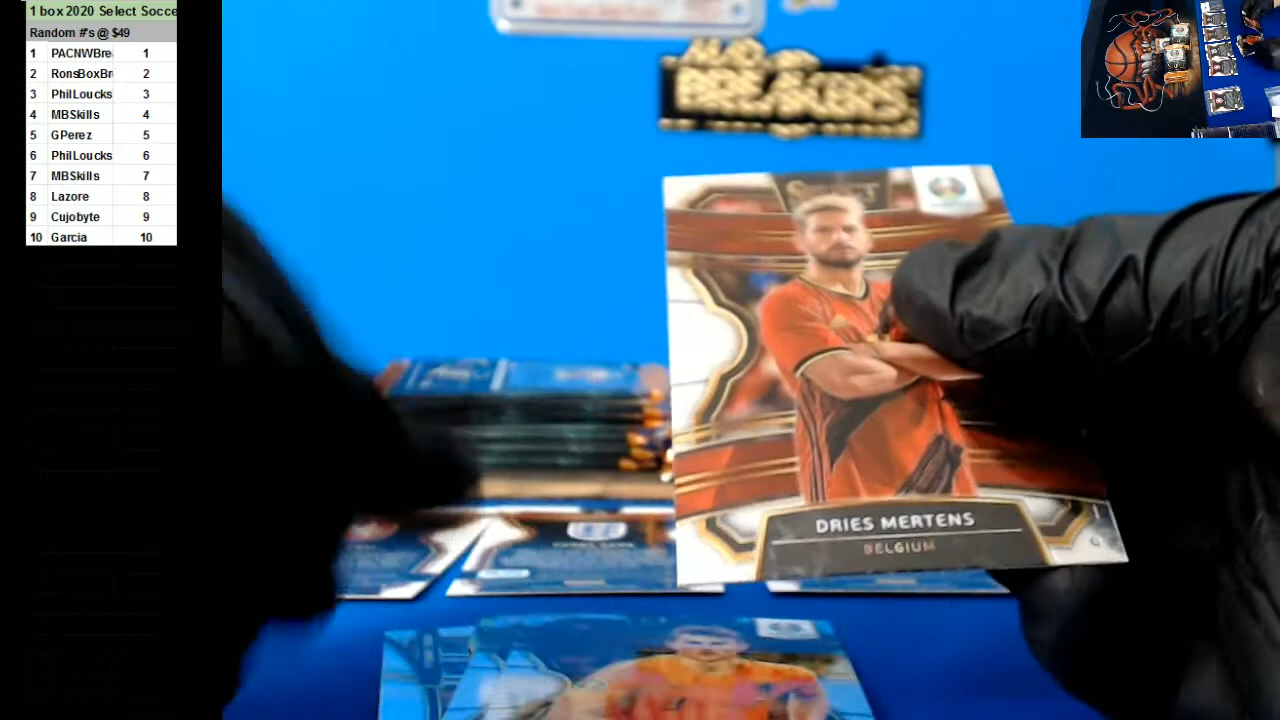 1 box 2020 Select Socce
Random #'s @ $49
1 PACNWBre 1
2 RonsBoxBr 2
3 PhilLoucks 3
4 MBSkills 4
5 GPerez 5
6 PhilLoucks 6
7 MBSkills 7
8 Lazore 8
9 Cujobyte 9
10 Garcia 10
BREAKERS
SELECT
DRIES MERTENS
BELGIUM